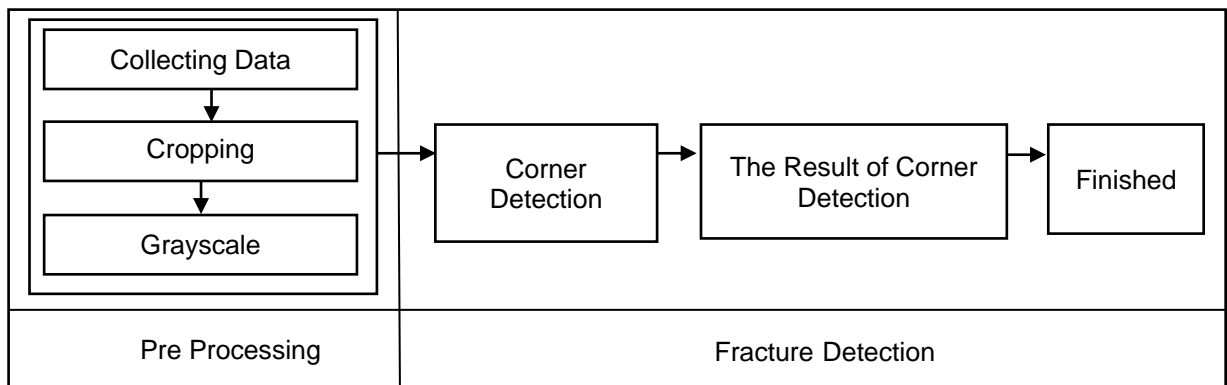 Collecting Data
Cropping
Grayscale
Corner
Detection
The Result of Corner
Detection
Finished
Pre Processing
Fracture Detection